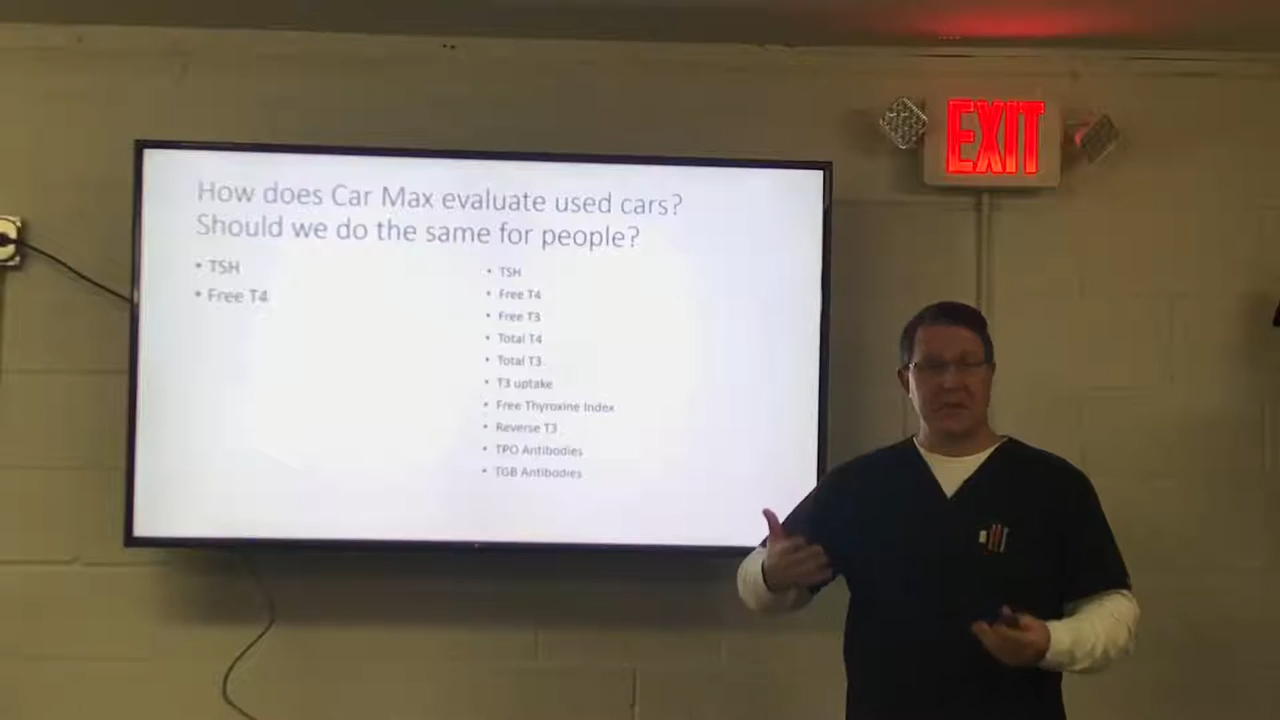 EXIT
How does Car Max evaluate used cars?
Should we do the same for people?
• TSH
• Free T4
• TSH
• Free T4
• Free T3
• Total T4
• Total T3
• T3 uptake
• Free Thyroxine Index
• Reverse T3
• TPO Antibodies
• TGB Antibodies